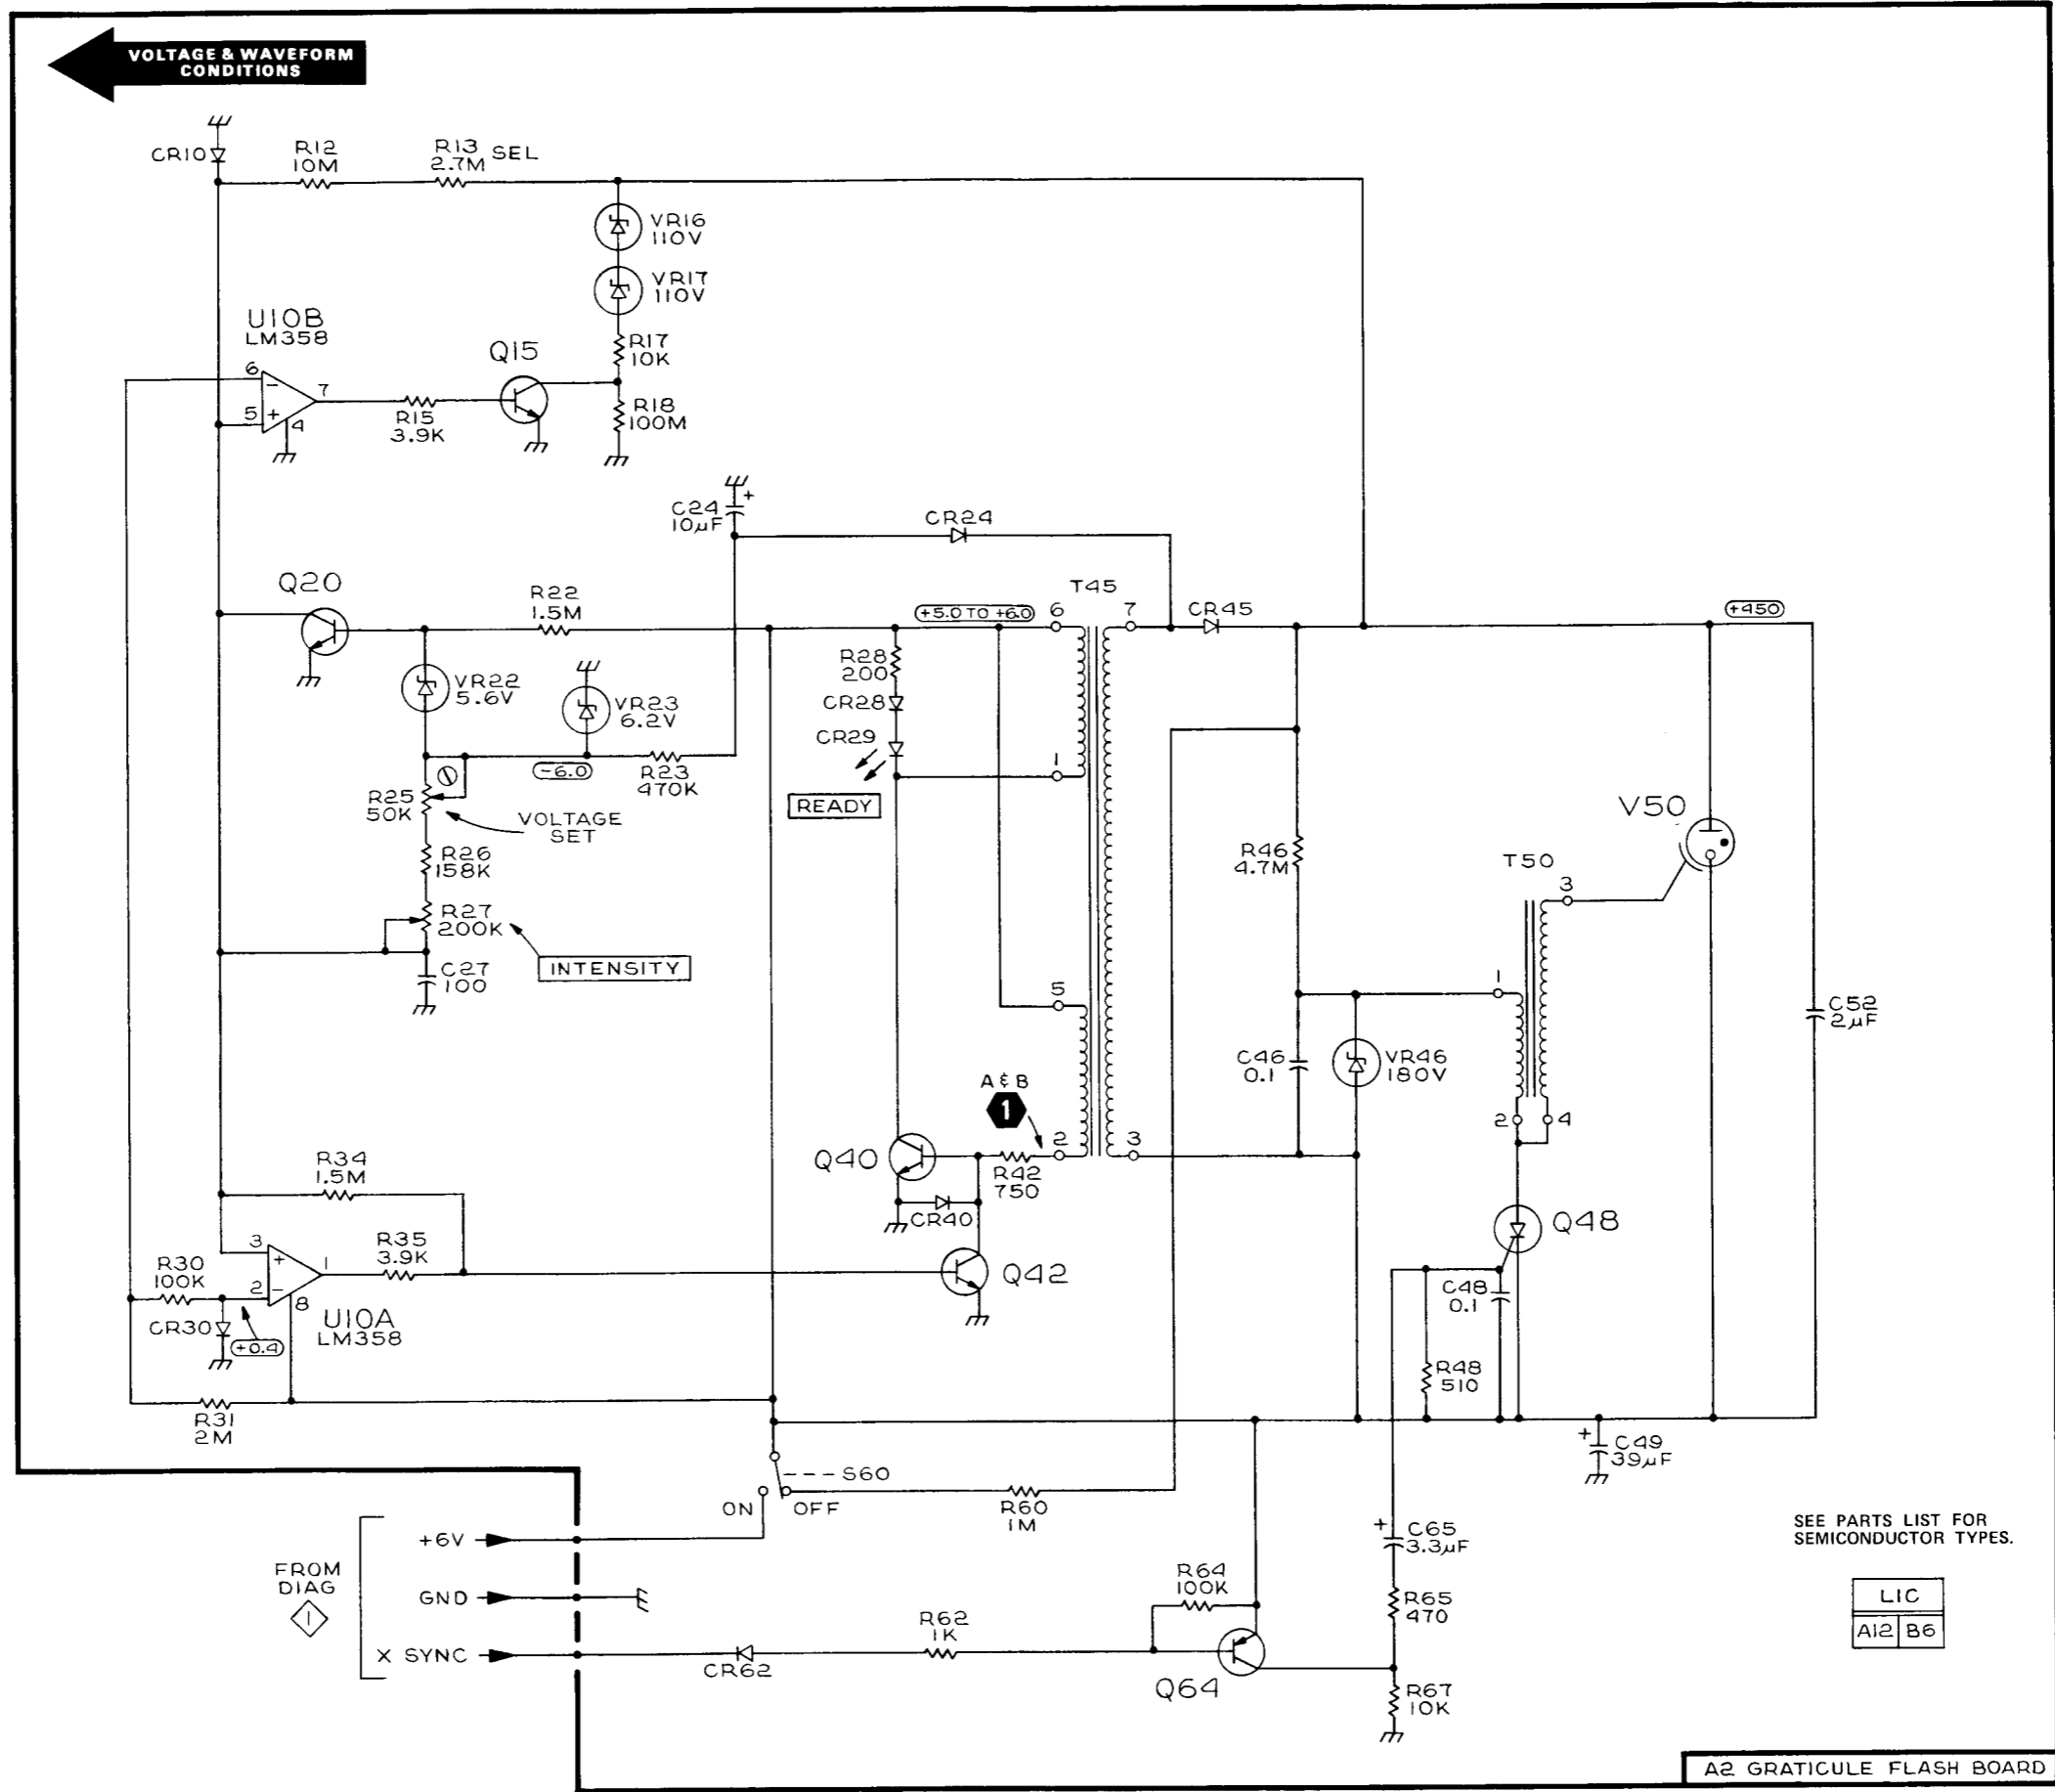 VOLTAGE & WAVEFORM
CONDITIONS
CR10
R12
10M
R13 SEL
2.7M
VR16
110V
VR17
110V
U10B
LM358
6
5
7
4
R15
3.9K
Q15
R17
10K
R18
100M
C24
10µF
+
CR24
Q20
R22
1.5M
+5.0 TO +6.0
6
T45
7
CR45
+450
VR22
5.6V
VR23
6.2V
R28
200
CR28
CR29
READY
1
R25
50K
-6.0
R23
470K
VOLTAGE
SET
R26
158K
R27
200K
INTENSITY
C27
100
R46
4.7M
V50
T50
3
5
1
C52
2µF
C46
0.1
VR46
180V
A & B
1
2
3
2
4
Q40
R42
750
CR40
Q42
Q48
R34
1.5M
3
+
2
-
1
8
R35
3.9K
R30
100K
CR30
+0.4
U10A
LM358
C48
0.1
R48
510
R31
2M
+
C49
39µF
S60
ON
OFF
R60
1M
FROM
DIAG
1
+6V
GND
X SYNC
CR62
R62
1K
R64
100K
Q64
+
C65
3.3µF
R65
470
R67
10K
SEE PARTS LIST FOR
SEMICONDUCTOR TYPES.
LIC
A12 B6
A2 GRATICULE FLASH BOARD